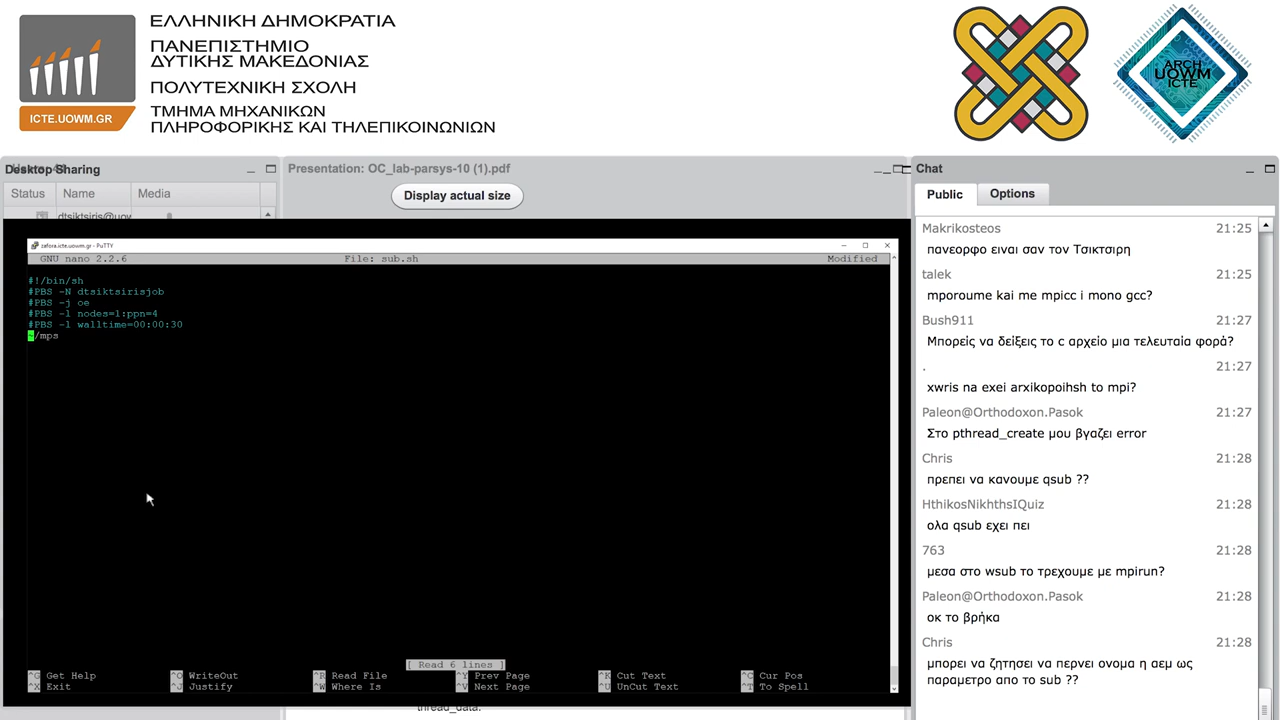 ΕΛΛΗΝΙΚΗ ΔΗΜΟΚΡΑΤΙΑ
ΠΑΝΕΠΙΣΤΗΜΙΟ
ΔΥΤΙΚΗΣ ΜΑΚΕΔΟΝΙΑΣ
ΠΟΛΥΤΕΧΝΙΚΗ ΣΧΟΛΗ
ΤΜΗΜΑ ΜΗΧΑΝΙΚΩΝ
ΠΛΗΡΟΦΟΡΙΚΗΣ ΚΑΙ ΤΗΛΕΠΙΚΟΙΝΩΝΙΩΝ
ICTE.UOWM.GR
ARCH
UOWM
ICTE
Desktop Sharing
Status Name Media
dtsiktsiris@uow
Presentation: OC_lab-parsys-10 (1).pdf
Display actual size
zafora.icte.uowm.gr - PuTTY
GNU nano 2.2.6 File: sub.sh Modified
#!/bin/sh
#PBS -N dtsiktsirisjob
#PBS -j oe
#PBS -l nodes=1:ppn=4
#PBS -l walltime=00:00:30
~/mps
[ Read 6 lines ]
^G Get Help ^O WriteOut ^R Read File ^Y Prev Page ^K Cut Text ^C Cur Pos
^X Exit ^J Justify ^W Where Is ^V Next Page ^U UnCut Text ^T To Spell
thread_data.
Chat
Public Options
Makrikosteos 21:25
πανεορφο ειναι σαν τον Τσικτσιρη
talek 21:25
mporoume kai me mpicc i mono gcc?
Bush911 21:27
Μπορείς να δείξεις το c αρχείο μια τελευταία φορά?
. 21:27
xwris na exei arxikopoihsh to mpi?
Paleon@Orthodoxon.Pasok 21:27
Στο pthread_create μου βγαζει error
Chris 21:28
πρεπει να κανουμε qsub ??
HthikosNikhthsIQuiz 21:28
ολα qsub εχει πει
763 21:28
μεσα στο wsub το τρεχουμε με mpirun?
Paleon@Orthodoxon.Pasok 21:28
οκ το βρήκα
Chris 21:28
μπορει να ζητησει να περνει ονομα η αεμ ως
παραμετρο απο το sub ??